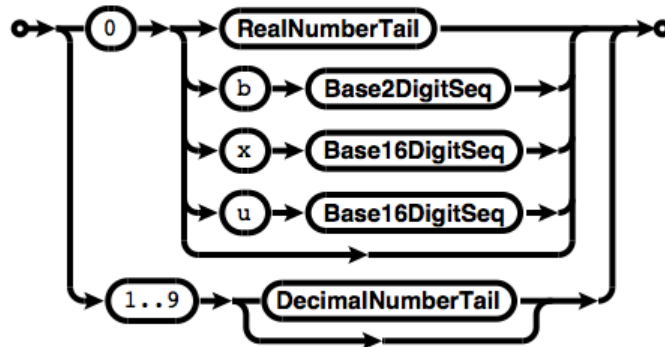 0 RealNumberTail
b Base2DigitSeq
x Base16DigitSeq
u Base16DigitSeq
1..9 DecimalNumberTail